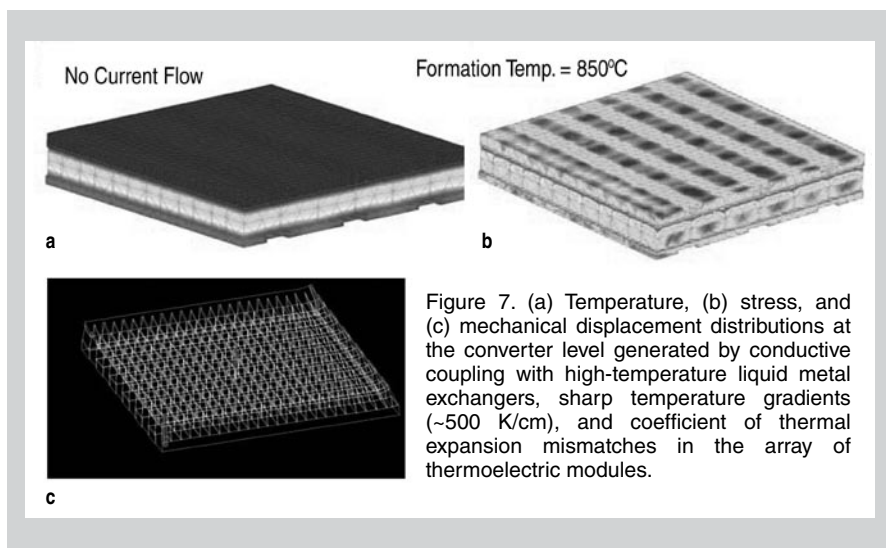 No Current Flow
Formation Temp. = 850ºC
a
b
Figure 7. (a) Temperature, (b) stress, and
(c) mechanical displacement distributions at
the converter level generated by conductive
coupling with high-temperature liquid metal
exchangers, sharp temperature gradients
(~500 K/cm), and coefficient of thermal
expansion mismatches in the array of
thermoelectric modules.
c